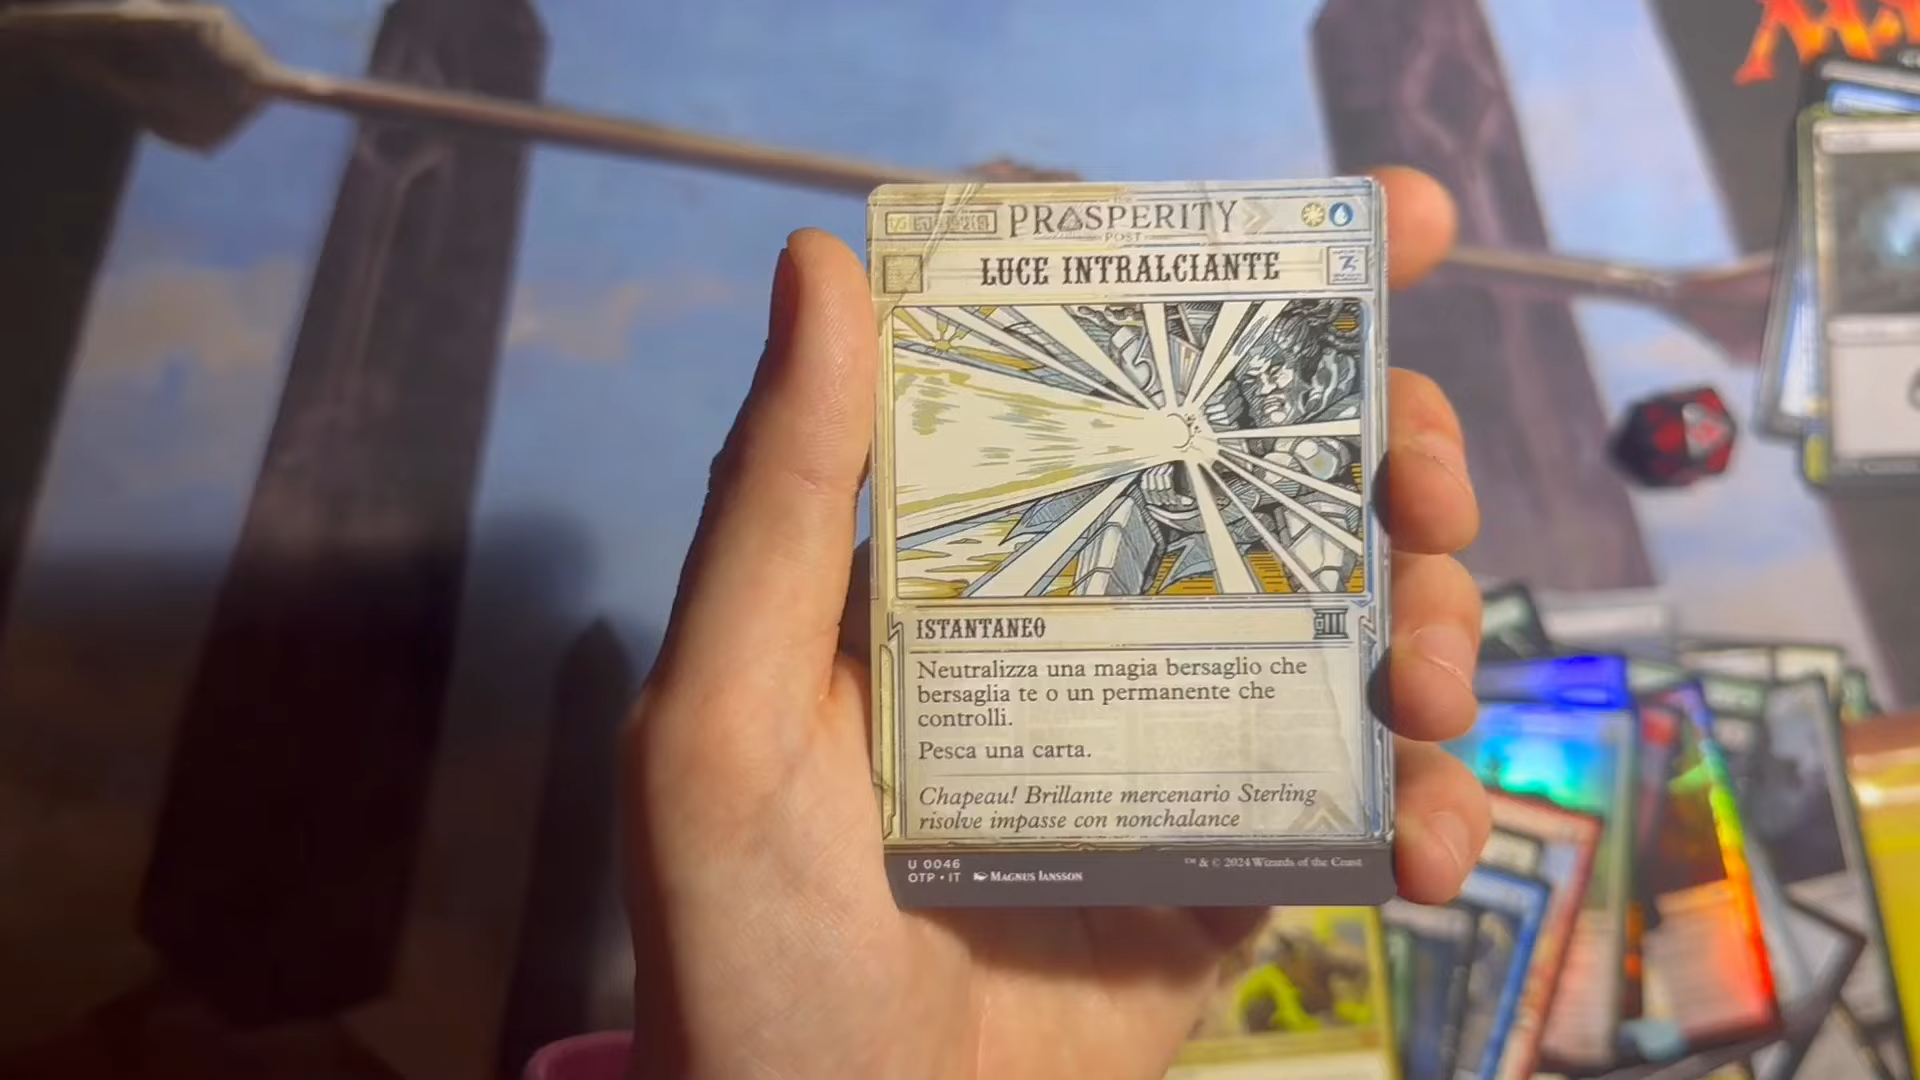 PROSPERITY
POST
LUCE INTRALCIANTE
ISTANTANEO
Neutralizza una magia bersaglio che
bersaglia te o un permanente che
controlli.
Pesca una carta.
Chapeau! Brillante mercenario Sterling
risolve impasse con nonchalance
U 0046
OTP • IT MAGNUS JANSSON
™ & © 2024 Wizards of the Coast